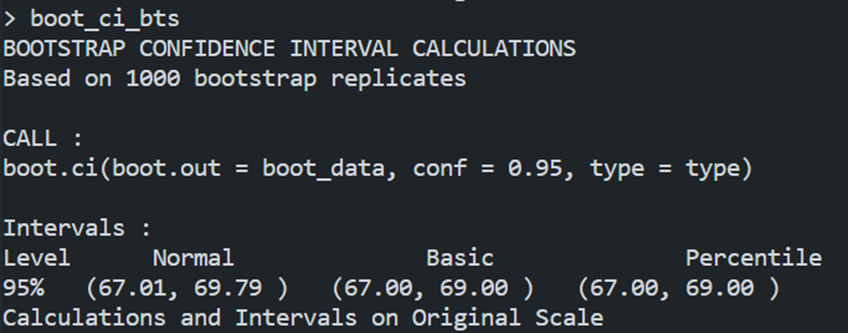 > boot_ci_bts
BOOTSTRAP CONFIDENCE INTERVAL CALCULATIONS
Based on 1000 bootstrap replicates
CALL :
boot.ci(boot.out = boot_data, conf = 0.95, type = type)
Intervals :
Level      Normal              Basic              Percentile
95%   (67.01, 69.79 )   (67.00, 69.00 )   (67.00, 69.00 )
Calculations and Intervals on Original Scale